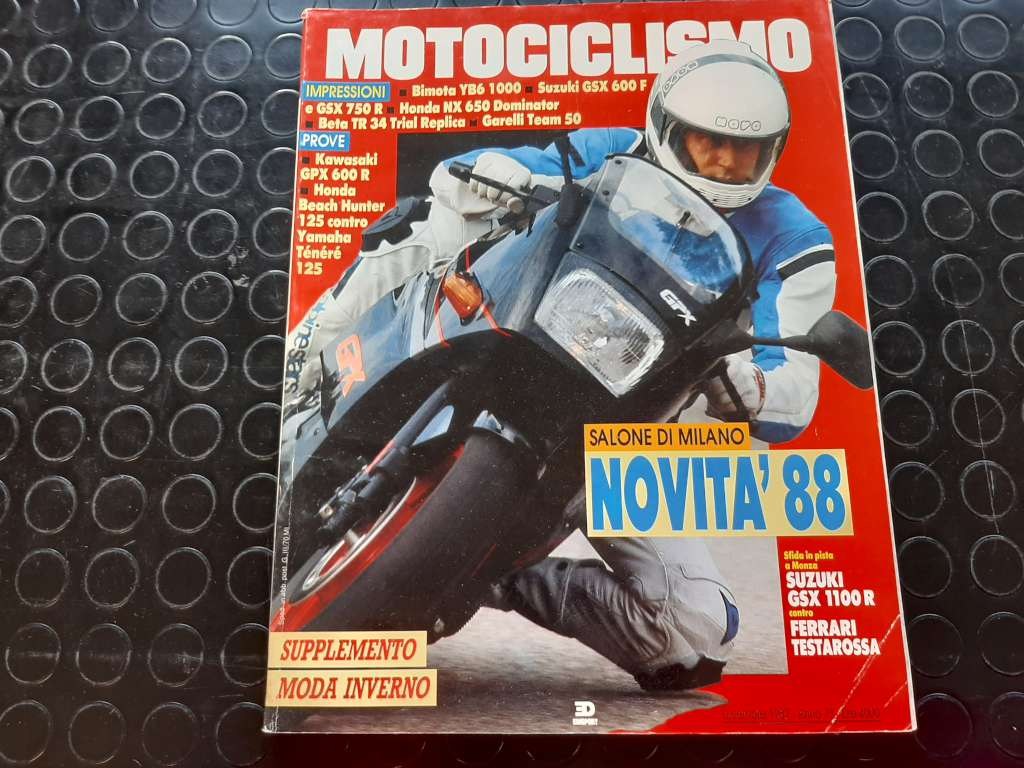 MOTOCICLISMO
IMPRESSIONI ▪ Bimota YB6 1000 ▪ Suzuki GSX 600 F
e GSX 750 R ▪ Honda NX 650 Dominator
▪ Beta TR 34 Trial Replica ▪ Garelli Team 50
PROVE
▪ Kawasaki
GPX 600 R
▪ Honda
Beach Hunter
125 contro
Yamaha
Ténéré
125
GPX
SALONE DI MILANO
NOVITA' 88
Sfida in pista
a Monza
SUZUKI
GSX 1100 R
contro
FERRARI
TESTAROSSA
SUPPLEMENTO
MODA INVERNO